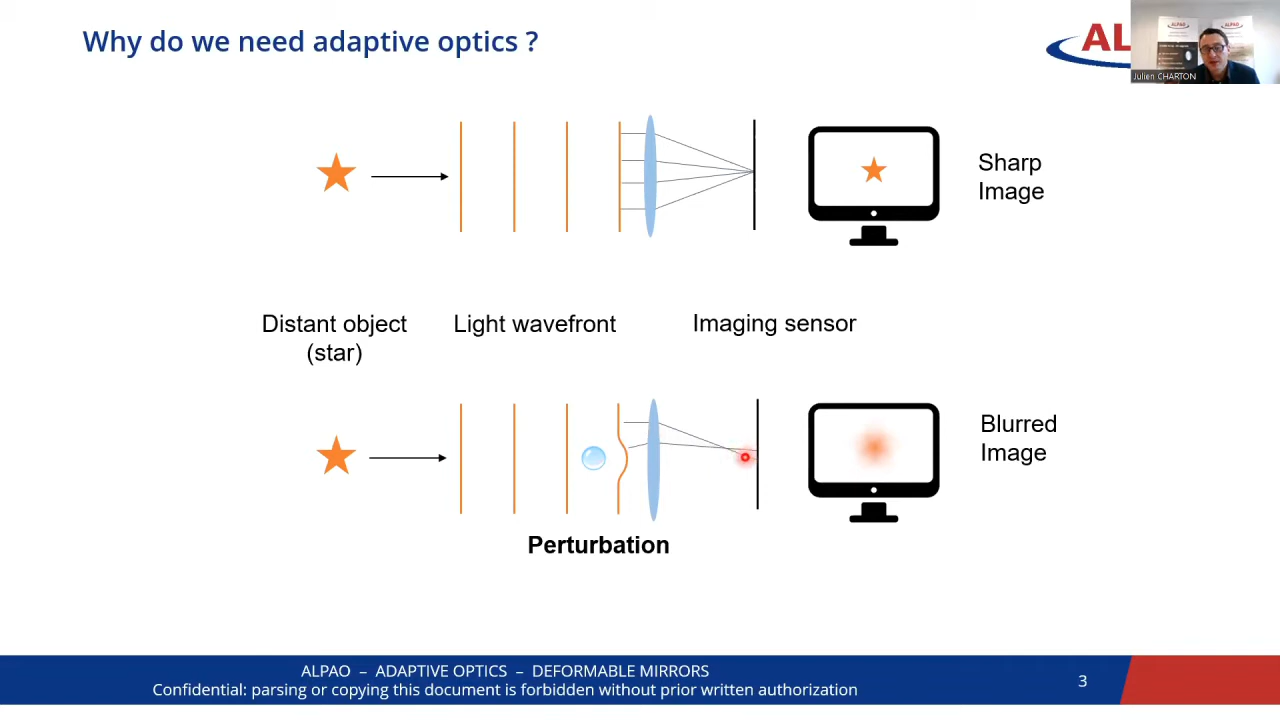 Why do we need adaptive optics ?
ALPAO
ALPAO
Julien CHARTON
Sharp
Image
Distant object
(star)
Light wavefront
Imaging sensor
Blurred
Image
Perturbation
ALPAO – ADAPTIVE OPTICS – DEFORMABLE MIRRORS
Confidential: parsing or copying this document is forbidden without prior written authorization
3